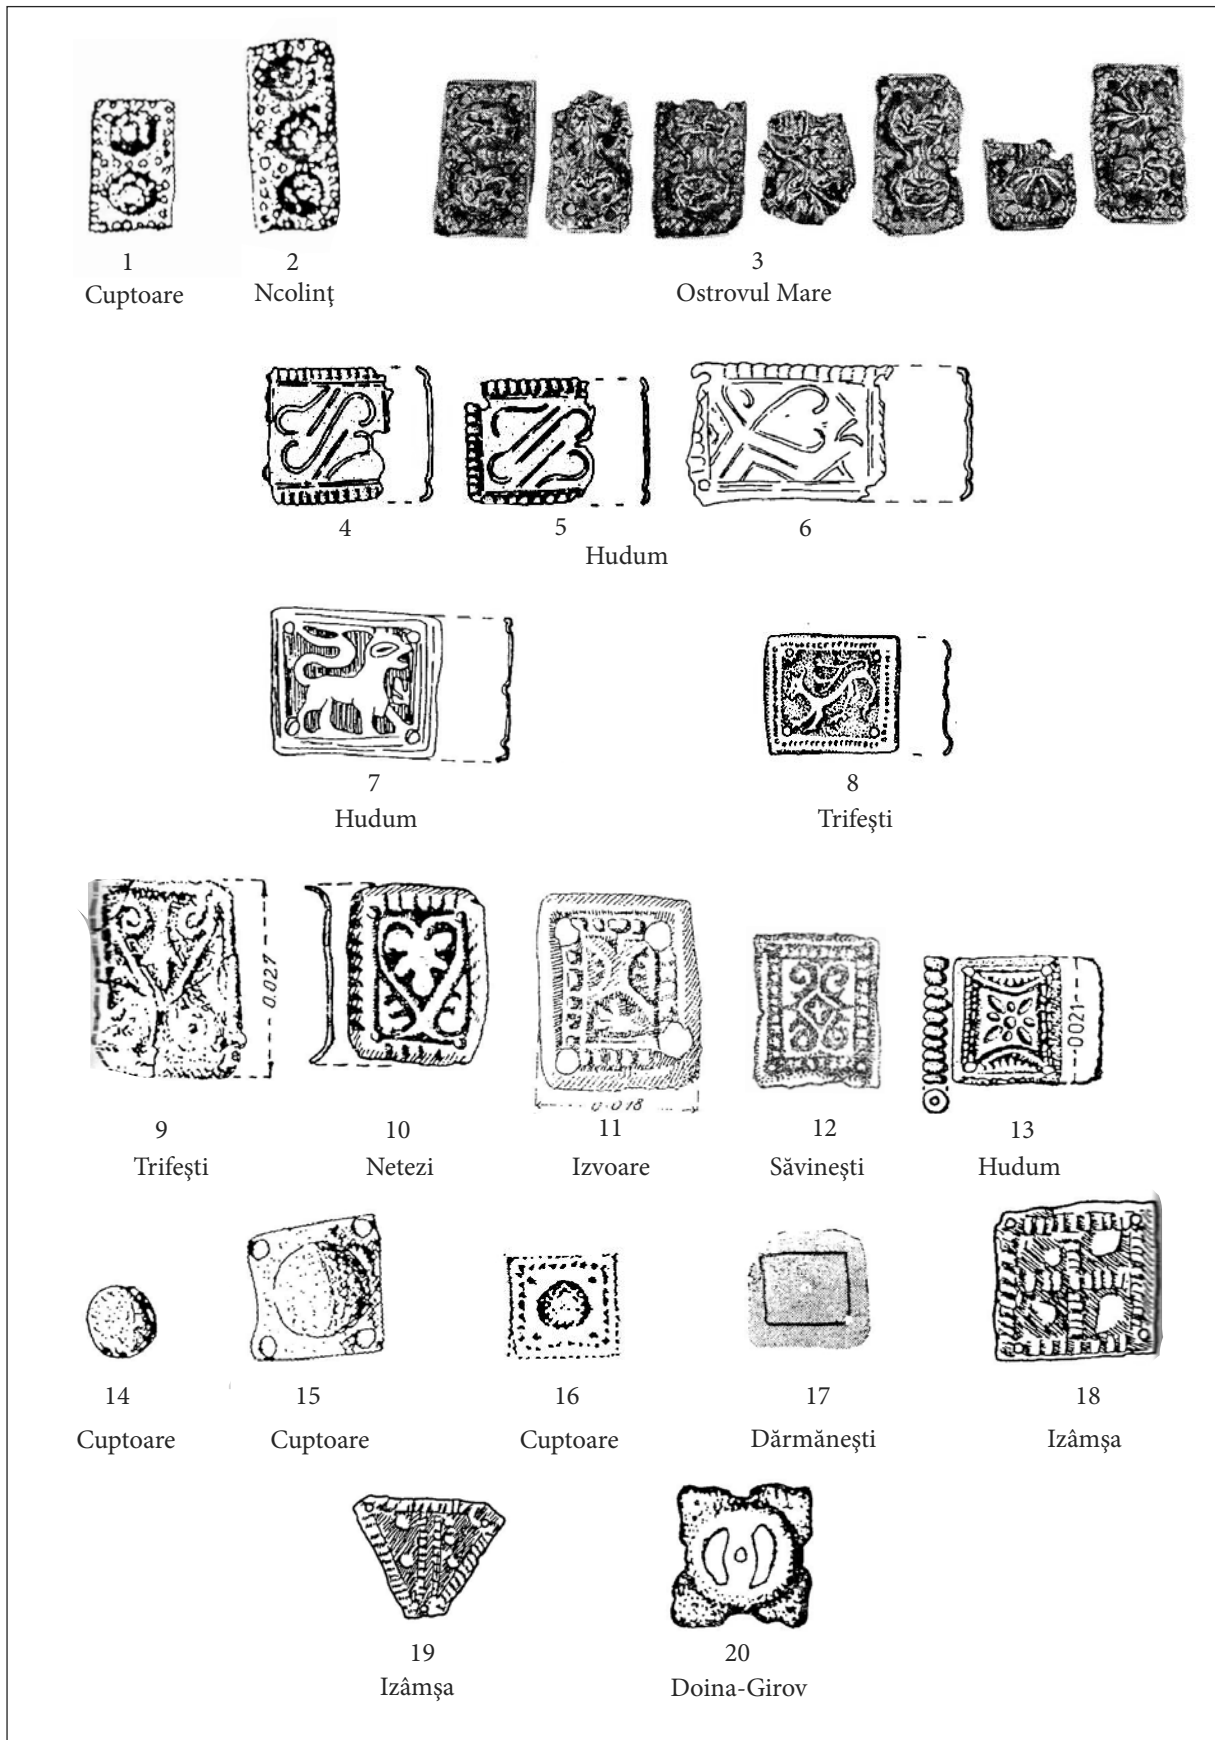 1 2 3
Cuptoare Ncolinţ Ostrovul Mare
4 5 6
Hudum
7 8
Hudum Trifeşti
0.027
0.018
0021
9 10 11 12 13
Trifeşti Netezi Izvoare Săvineşti Hudum
14 15 16 17 18
Cuptoare Cuptoare Cuptoare Dărmăneşti Izâmşa
19 20
Izâmşa Doina-Girov